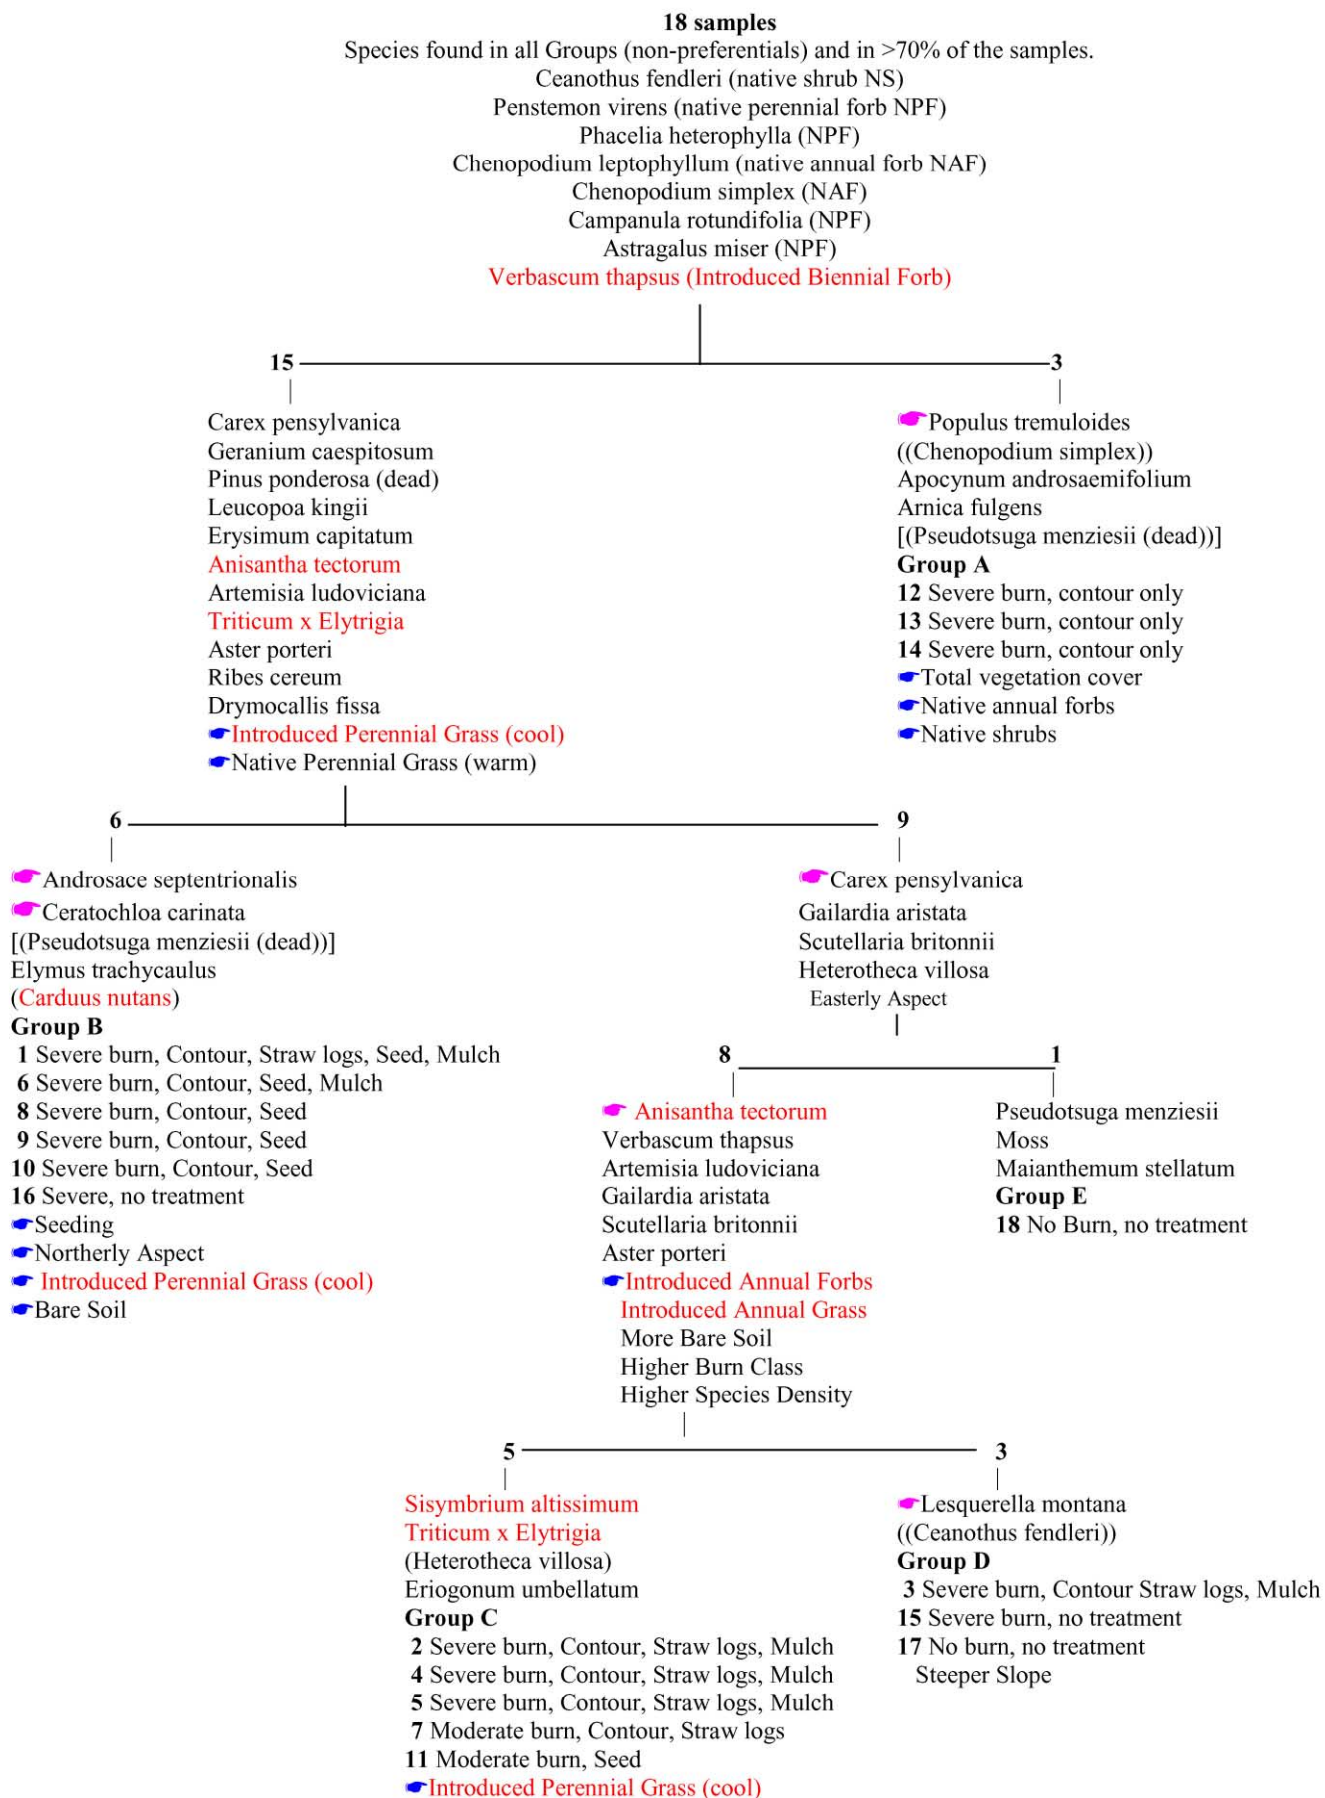 18 samples
Species found in all Groups (non-preferentials) and in >70% of the samples.
Ceanothus fendleri (native shrub NS)
Penstemon virens (native perennial forb NPF)
Phacelia heterophylla (NPF)
Chenopodium leptophyllum (native annual forb NAF)
Chenopodium simplex (NAF)
Campanula rotundifolia (NPF)
Astragalus miser (NPF)
Verbascum thapsus (Introduced Biennial Forb)
15
Carex pensylvanica
Geranium caespitosum
Pinus ponderosa (dead)
Leucopoa kingii
Erysimum capitatum
Anisantha tectorum
Artemisia ludoviciana
Triticum x Elytrigia
Aster porteri
Ribes cereum
Drymocallis fissa
Introduced Perennial Grass (cool)
Native Perennial Grass (warm)
3
Populus tremuloides
((Chenopodium simplex))
Apocynum androsaemifolium
Arnica fulgens
[(Pseudotsuga menziesii (dead))]
Group A
12 Severe burn, contour only
13 Severe burn, contour only
14 Severe burn, contour only
Total vegetation cover
Native annual forbs
Native shrubs
6
Androsace septentrionalis
Ceratochloa carinata
[(Pseudotsuga menziesii (dead))]
Elymus trachycaulus
(Carduus nutans)
Group B
1 Severe burn, Contour, Straw logs, Seed, Mulch
6 Severe burn, Contour, Seed, Mulch
8 Severe burn, Contour, Seed
9 Severe burn, Contour, Seed
10 Severe burn, Contour, Seed
16 Severe, no treatment
Seeding
Northerly Aspect
Introduced Perennial Grass (cool)
Bare Soil
9
Carex pensylvanica
Gailardia aristata
Scutellaria britonnii
Heterotheca villosa
Easterly Aspect
8
Anisantha tectorum
Verbascum thapsus
Artemisia ludoviciana
Gailardia aristata
Scutellaria britonnii
Aster porteri
Introduced Annual Forbs
Introduced Annual Grass
More Bare Soil
Higher Burn Class
Higher Species Density
1
Pseudotsuga menziesii
Moss
Maianthemum stellatum
Group E
18 No Burn, no treatment
5
Sisymbrium altissimum
Triticum x Elytrigia
(Heterotheca villosa)
Eriogonum umbellatum
Group C
2 Severe burn, Contour, Straw logs, Mulch
4 Severe burn, Contour, Straw logs, Mulch
5 Severe burn, Contour, Straw logs, Mulch
7 Moderate burn, Contour, Straw logs
11 Moderate burn, Seed
Introduced Perennial Grass (cool)
3
Lesquerella montana
((Ceanothus fendleri))
Group D
3 Severe burn, Contour Straw logs, Mulch
15 Severe burn, no treatment
17 No burn, no treatment
Steeper Slope